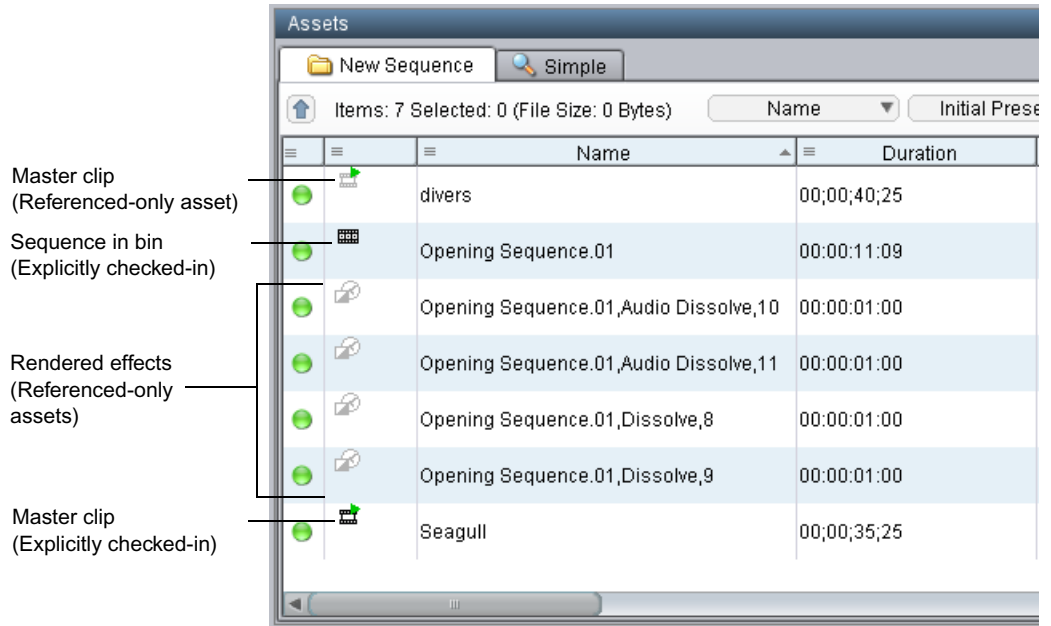 Assets
New Sequence
Simple
Items: 7 Selected: 0 (File Size: 0 Bytes)
Name
Initial Prese
Name
Duration
Master clip
(Referenced-only asset)
divers
00;00;40;25
Sequence in bin
(Explicitly checked-in)
Opening Sequence.01
00:00:11:09
Opening Sequence.01,Audio Dissolve,10
00:00:01:00
Rendered effects
(Referenced-only
assets)
Opening Sequence.01,Audio Dissolve,11
00:00:01:00
Opening Sequence.01,Dissolve,8
00:00:01:00
Opening Sequence.01,Dissolve,9
00:00:01:00
Master clip
(Explicitly checked-in)
Seagull
00;00;35;25